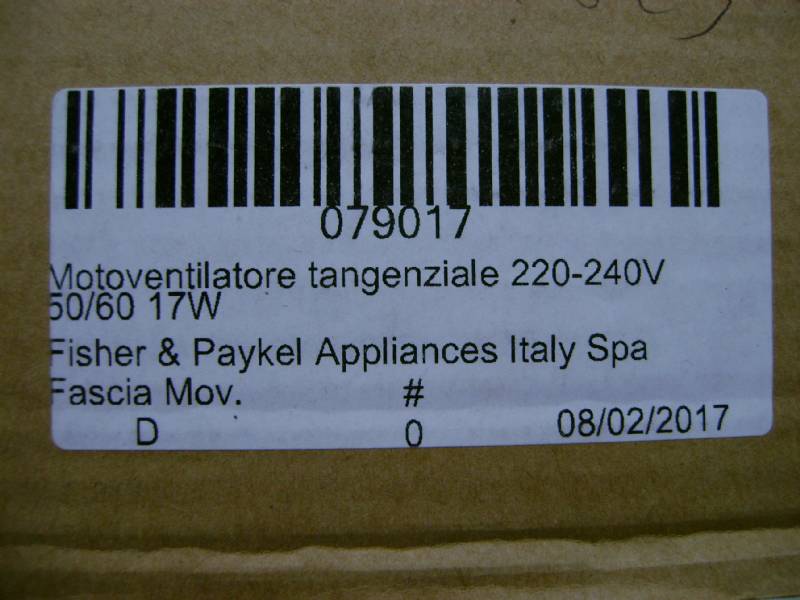 079017
Motoventilatore tangenziale 220-240V
50/60 17W
Fisher & Paykel Appliances Italy Spa
Fascia Mov. #
D 0 08/02/2017